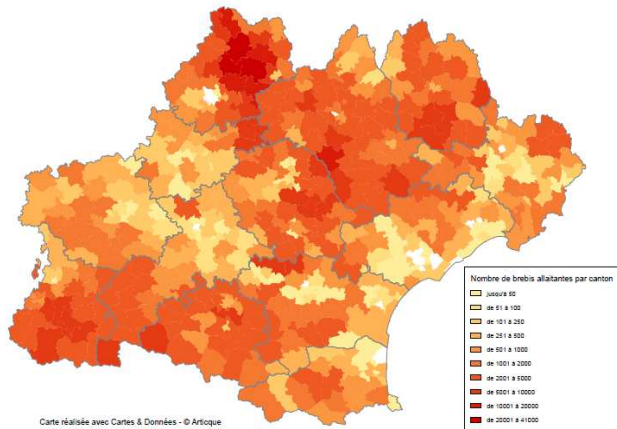 Nombre de brebis allaitantes par canton
jusqu'à 50
de 51 à 100
de 101 à 250
de 251 à 500
de 501 à 1000
de 1001 à 2000
de 2001 à 5000
de 5001 à 10000
de 10001 à 20000
de 20001 à 41000
Carte réalisée avec Cartes & Données - © Articque